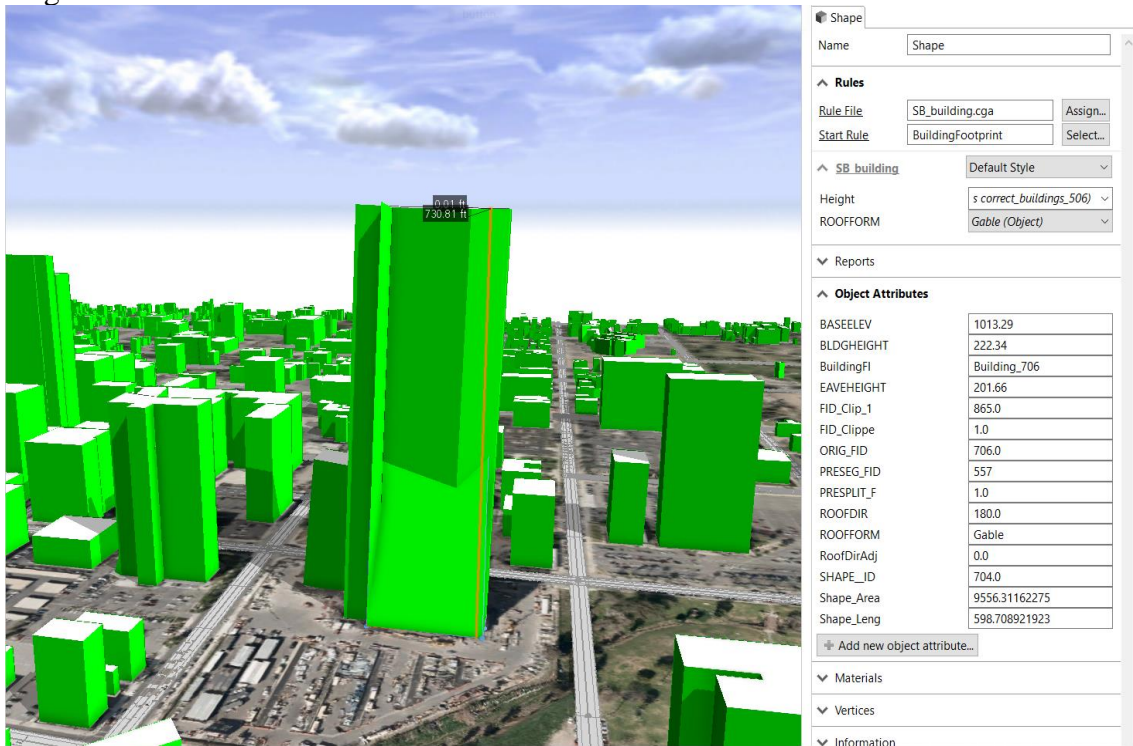 0.91 ft
730.81 ft
Shape
Name Shape
Rules
Rule File SB_building.cga Assign...
Start Rule BuildingFootprint Select...
SB building Default Style
Height s correct_buildings_506)
ROOFFORM Gable (Object)
Reports
Object Attributes
BASEELEV 1013.29
BLDGHEIGHT 222.34
BuildingFI Building_706
EAVEHEIGHT 201.66
FID_Clip_1 865.0
FID_Clippe 1.0
ORIG_FID 706.0
PRESEG_FID 557
PRESPLIT_F 1.0
ROOFDIR 180.0
ROOFFORM Gable
RoofDirAdj 0.0
SHAPE__ID 704.0
Shape_Area 9556.31162275
Shape_Leng 598.708921923
Add new object attribute...
Materials
Vertices
Information